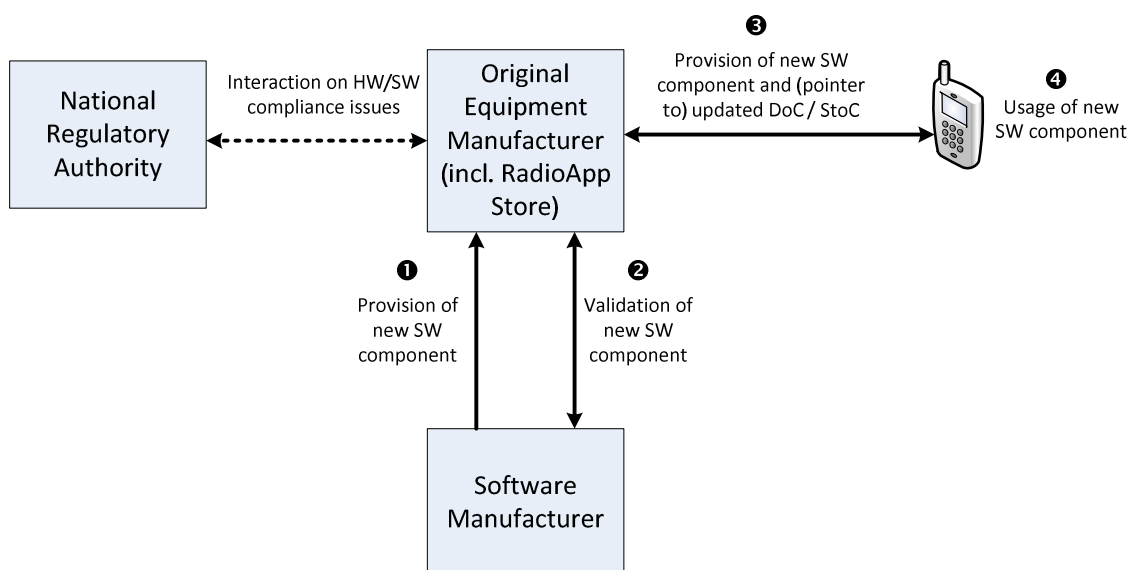 National
Regulatory
Authority
Interaction on HW/SW
compliance issues
Original
Equipment
Manufacturer
(incl. RadioApp
Store)
❸
Provision of new SW
component and (pointer
to) updated DoC / StoC
❹
Usage of new
SW component
❶
Provision of
new SW
component
❷
Validation of
new SW
component
Software
Manufacturer